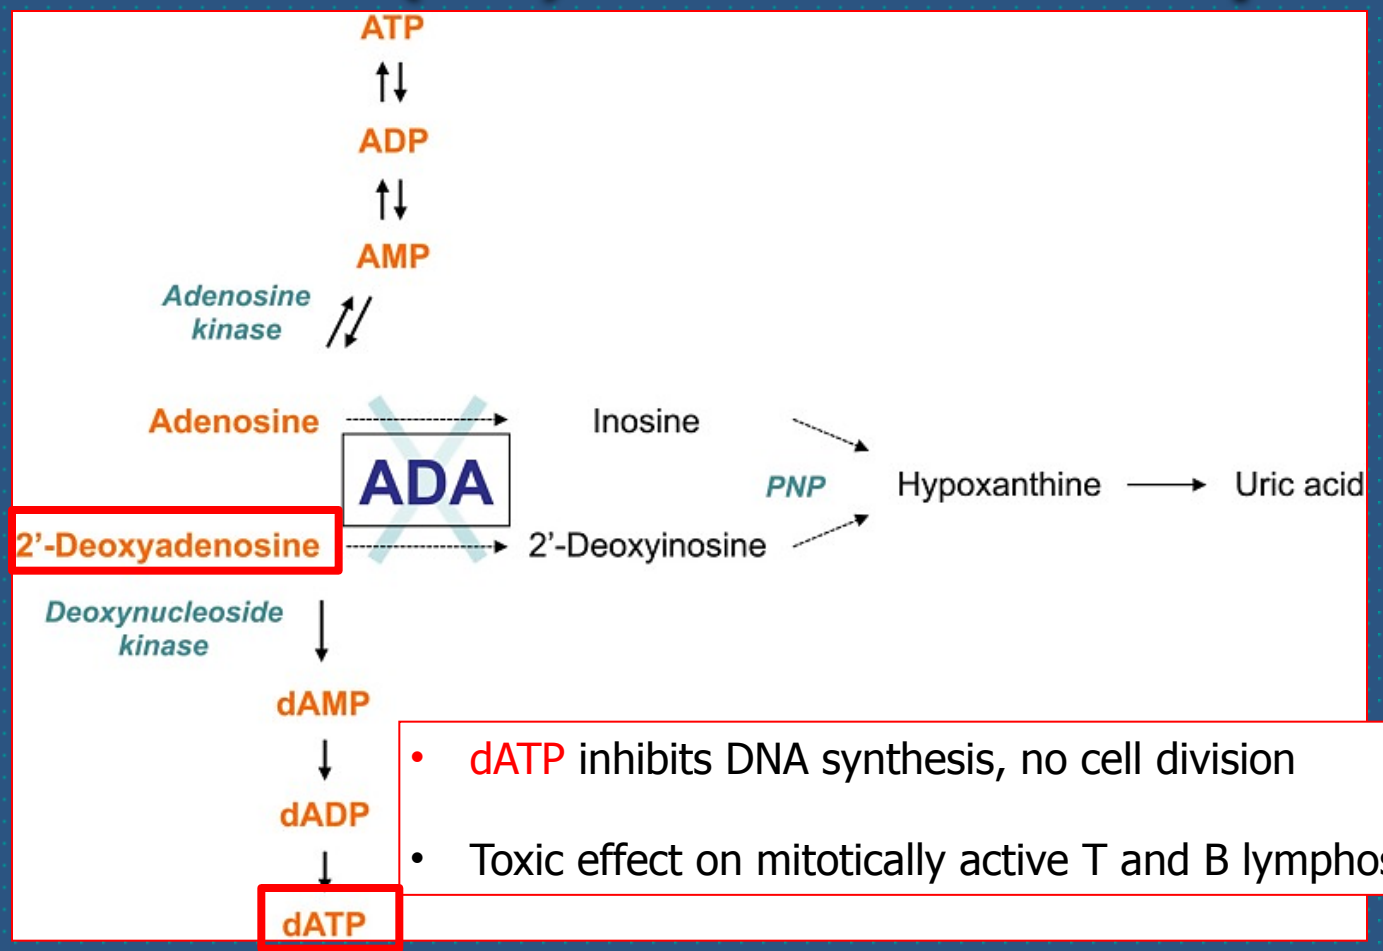 ATP
ADP
AMP
Adenosine
kinase
Adenosine
Inosine
ADA
PNP
Hypoxanthine
Uric acid
2’-Deoxyadenosine
2’-Deoxyinosine
Deoxynucleoside
kinase
dAMP
• dATP inhibits DNA synthesis, no cell division
dADP
• Toxic effect on mitotically active T and B lymphos
dATP